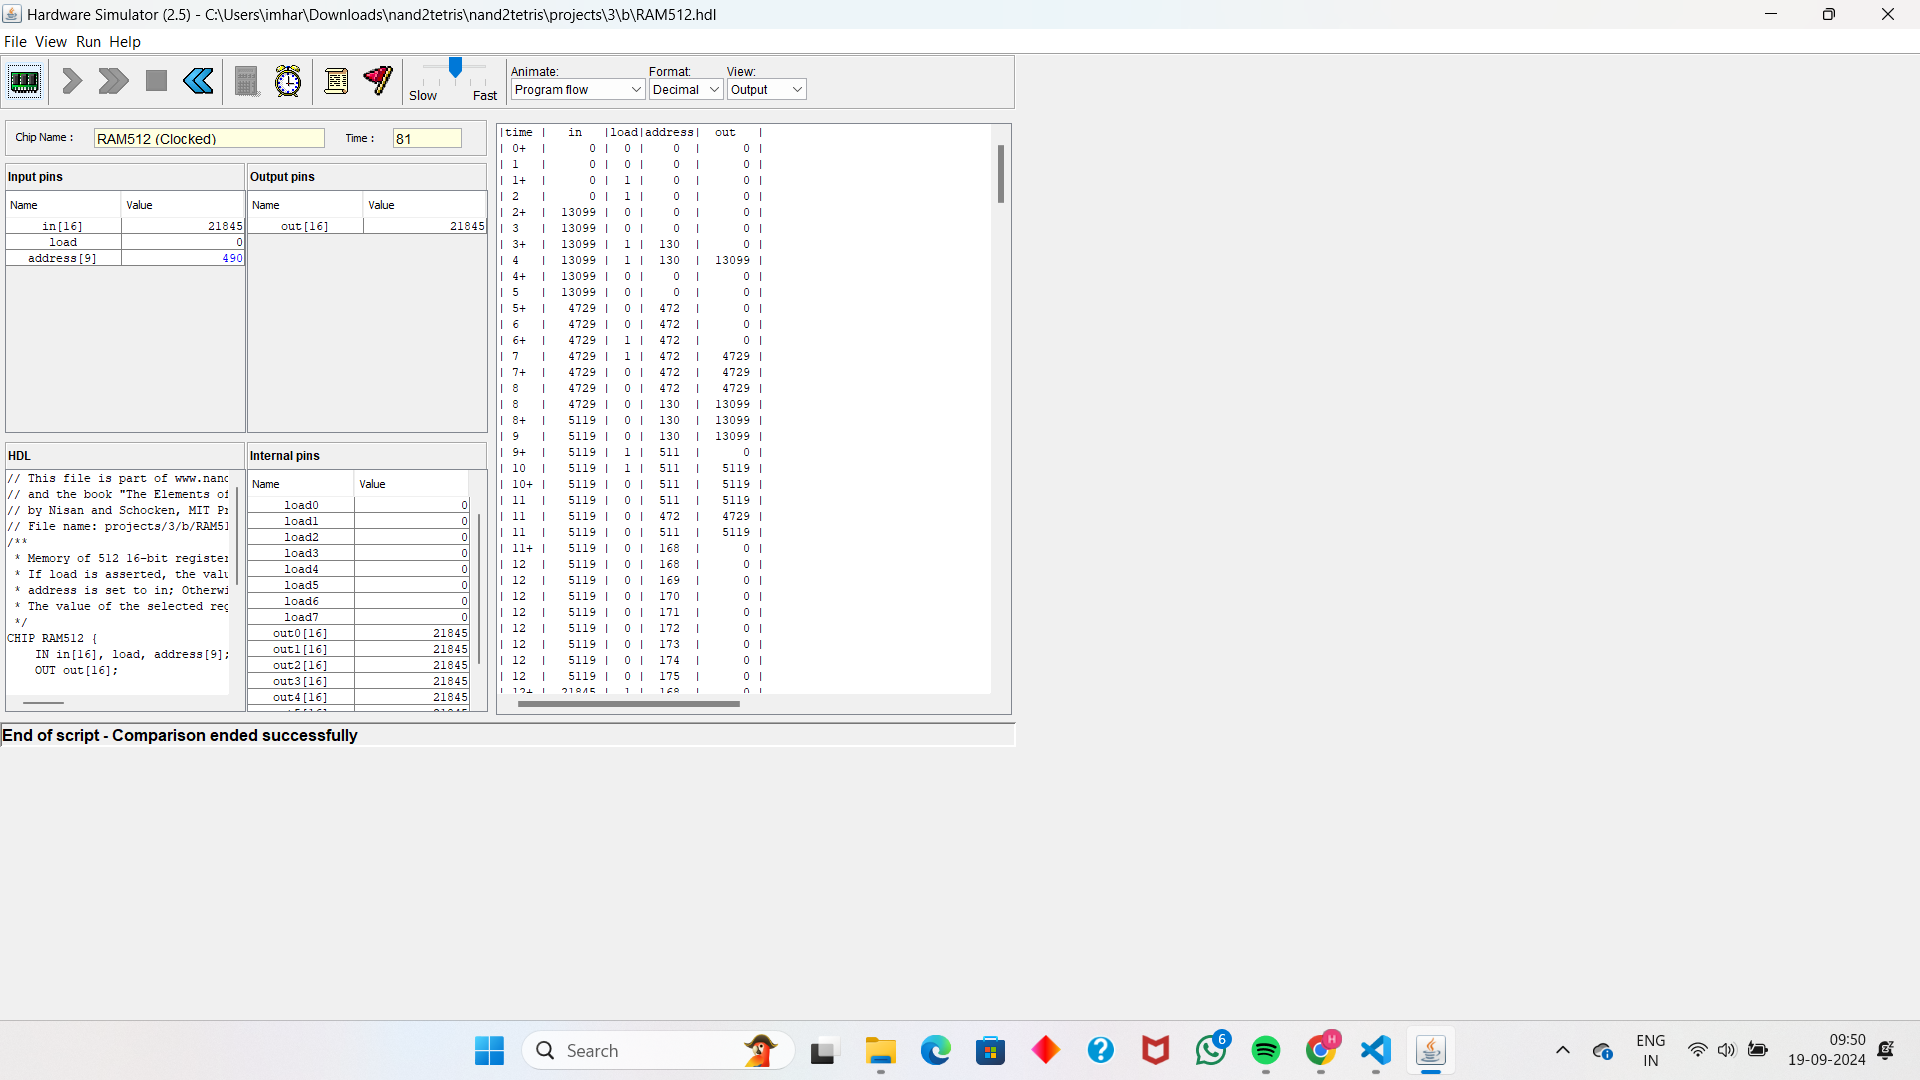 Hardware Simulator (2.5) - C:\Users\imhar\Downloads\nand2tetris\nand2tetris\projects\3\b\RAM512.hdl
File View Run Help
Slow Fast
Animate: Format: View:
Program flow Decimal Output
Chip Name : RAM512 (Clocked) Time : 81
Input pins
Name Value
in[16] 21845
load 0
address[9] 490
Output pins
Name Value
out[16] 21845
HDL
// This file is part of www.nand
// and the book "The Elements of
// by Nisan and Schocken, MIT Pr
// File name: projects/3/b/RAM51
/**
* Memory of 512 16-bit register
* If load is asserted, the valu
* address is set to in; Otherwi
* The value of the selected reg
*/
CHIP RAM512 {
IN in[16], load, address[9];
OUT out[16];
Internal pins
Name Value
load0 0
load1 0
load2 0
load3 0
load4 0
load5 0
load6 0
load7 0
out0[16] 21845
out1[16] 21845
out2[16] 21845
out3[16] 21845
out4[16] 21845
|time | in |load|address| out |
| 0+ | 0 | 0 | 0 | 0 |
| 1 | 0 | 0 | 0 | 0 |
| 1+ | 0 | 1 | 0 | 0 |
| 2 | 0 | 1 | 0 | 0 |
| 2+ | 13099 | 0 | 0 | 0 |
| 3 | 13099 | 0 | 0 | 0 |
| 3+ | 13099 | 1 | 130 | 0 |
| 4 | 13099 | 1 | 130 | 13099 |
| 4+ | 13099 | 0 | 0 | 0 |
| 5 | 13099 | 0 | 0 | 0 |
| 5+ | 4729 | 0 | 472 | 0 |
| 6 | 4729 | 0 | 472 | 0 |
| 6+ | 4729 | 1 | 472 | 0 |
| 7 | 4729 | 1 | 472 | 4729 |
| 7+ | 4729 | 0 | 472 | 4729 |
| 8 | 4729 | 0 | 472 | 4729 |
| 8 | 4729 | 0 | 130 | 13099 |
| 8+ | 5119 | 0 | 130 | 13099 |
| 9 | 5119 | 0 | 130 | 13099 |
| 9+ | 5119 | 1 | 511 | 0 |
| 10 | 5119 | 1 | 511 | 5119 |
| 10+ | 5119 | 0 | 511 | 5119 |
| 11 | 5119 | 0 | 511 | 5119 |
| 11 | 5119 | 0 | 472 | 4729 |
| 11 | 5119 | 0 | 511 | 5119 |
| 11+ | 5119 | 0 | 168 | 0 |
| 12 | 5119 | 0 | 168 | 0 |
| 12 | 5119 | 0 | 169 | 0 |
| 12 | 5119 | 0 | 170 | 0 |
| 12 | 5119 | 0 | 171 | 0 |
| 12 | 5119 | 0 | 172 | 0 |
| 12 | 5119 | 0 | 173 | 0 |
| 12 | 5119 | 0 | 174 | 0 |
| 12 | 5119 | 0 | 175 | 0 |
| 12+ | 21845 | 1 | 168 | 0 |
End of script - Comparison ended successfully
Search
6
H
ENG
IN
09:50
19-09-2024